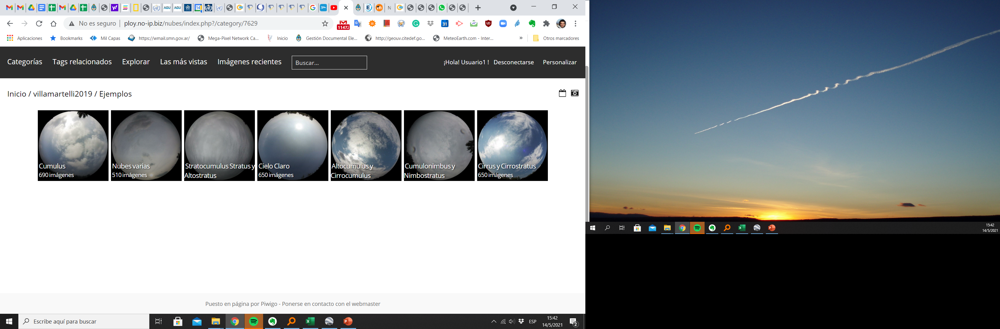 No es seguro | ploy.no-ip.biz/nubes/index.php?/category/7629
11472
31
Aplicaciones Bookmarks Mil Capas https://wmail.smn.gov.ar/ Mega-Pixel Network Ca... Inicio Gestión Documental Ele... http://geouv.citedef.go... MeteoEarth.com - Inter... » Otros marcadores
Categorías Tags relacionados Explorar Las más vistas Imágenes recientes Buscar... ¡Hola! Usuario1 ! Desconectarse Personalizar
Inicio / villamartelli2019 / Ejemplos
Cumulus
690 imágenes
Nubes varias
510 imágenes
Stratocumulus Stratus y
Altostratus
Cielo Claro
650 imágenes
Altocumulus y
Cirrocumulus
Cumulonimbus y
Nimbostratus
Cirrus y Cirrostratus
650 imágenes
Puesto en página por Piwigo - Ponerse en contacto con el webmaster
Escribe aquí para buscar
ESP
15:42
14/5/2021
2
15:42
14/5/2021